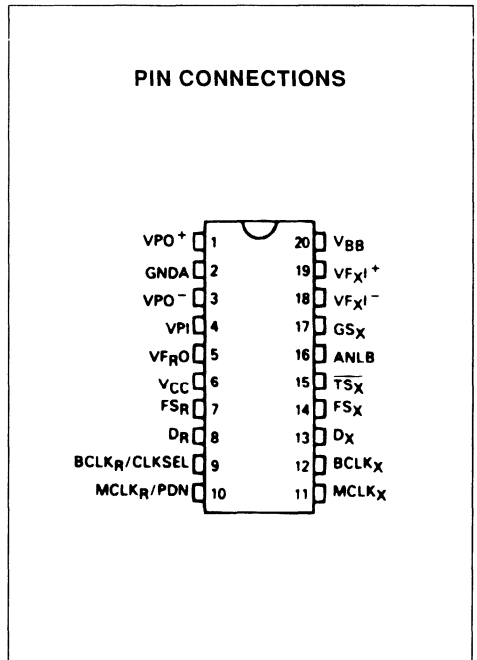 PIN CONNECTIONS
VPO+ 1 20 VBB
GNDA 2 19 VFXI+
VPO- 3 18 VFXI-
VPI 4 17 GSX
VFRO 5 16 ANLB
VCC 6 15 TSX
FSR 7 14 FSX
DR 8 13 DX
BCLKR/CLKSEL 9 12 BCLKX
MCLKR/PDN 10 11 MCLKX